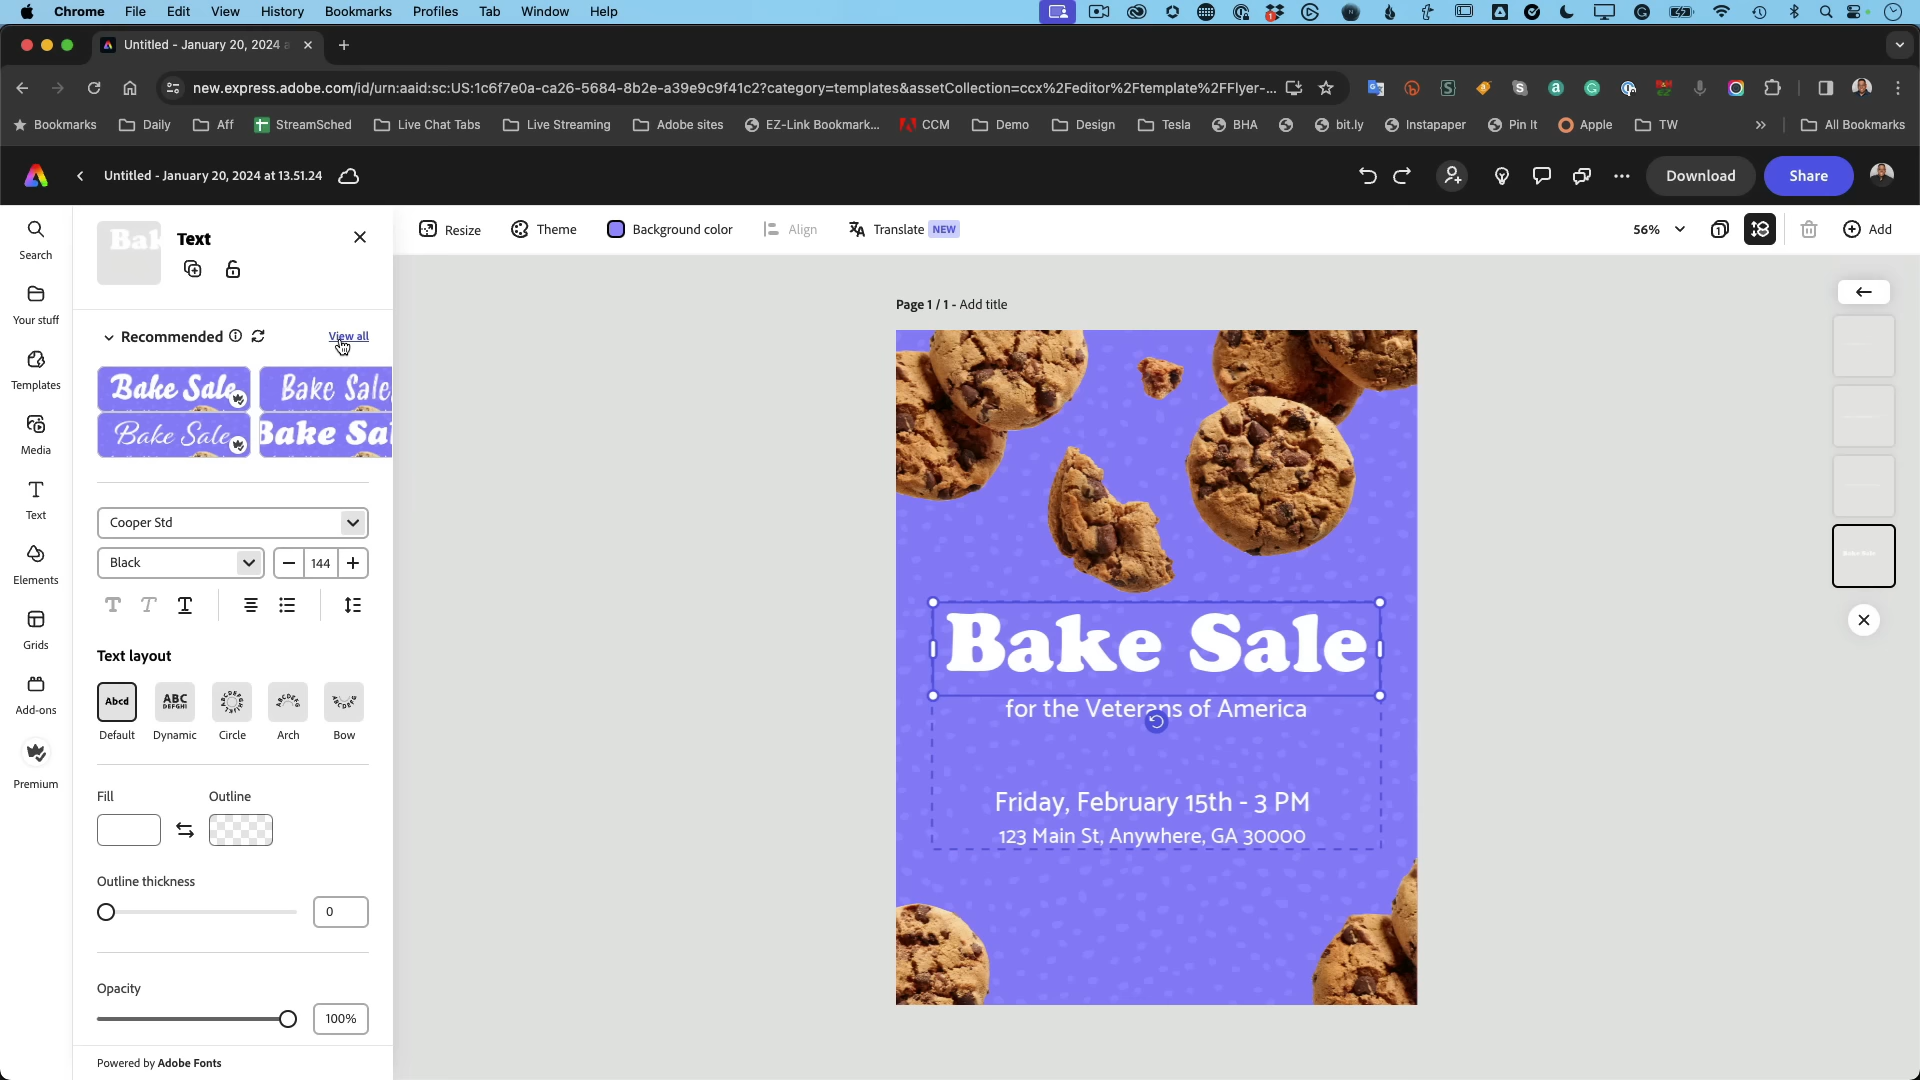 Chrome File Edit View History Bookmarks Profiles Tab Window Help
Untitled - January 20, 2024 a
new.express.adobe.com/id/urn:aaid:sc:US:1c6f7e0a-ca26-5684-8b2e-a39e9c9f41c2?category=templates&assetCollection=ccx%2Feditor%2Ftemplate%2FFlyer-...
Bookmarks Daily Aff StreamSched Live Chat Tabs Live Streaming Adobe sites EZ-Link Bookmark... CCM Demo Design Tesla BHA bit.ly Instapaper Pin It Apple TW » All Bookmarks
Untitled - January 20, 2024 at 13.51.24 Download Share
Search
Your stuff
Templates
Media
Text
Elements
Grids
Add-ons
Premium
Bak
Text
Recommended View all
Bake Sale
Bake Sale
Bake Sale
Bake Sal
Cooper Std
Black 144
Text layout
Abcd
ABC
DEFGHI
Default Dynamic Circle Arch Bow
Fill Outline
Outline thickness
0
Opacity
100%
Powered by Adobe Fonts
Resize Theme Background color Align Translate NEW 56% 1 Add
Page 1 / 1 - Add title
Bake Sale
for the Veterans of America
Friday, February 15th - 3 PM
123 Main St, Anywhere, GA 30000
Bake Sale